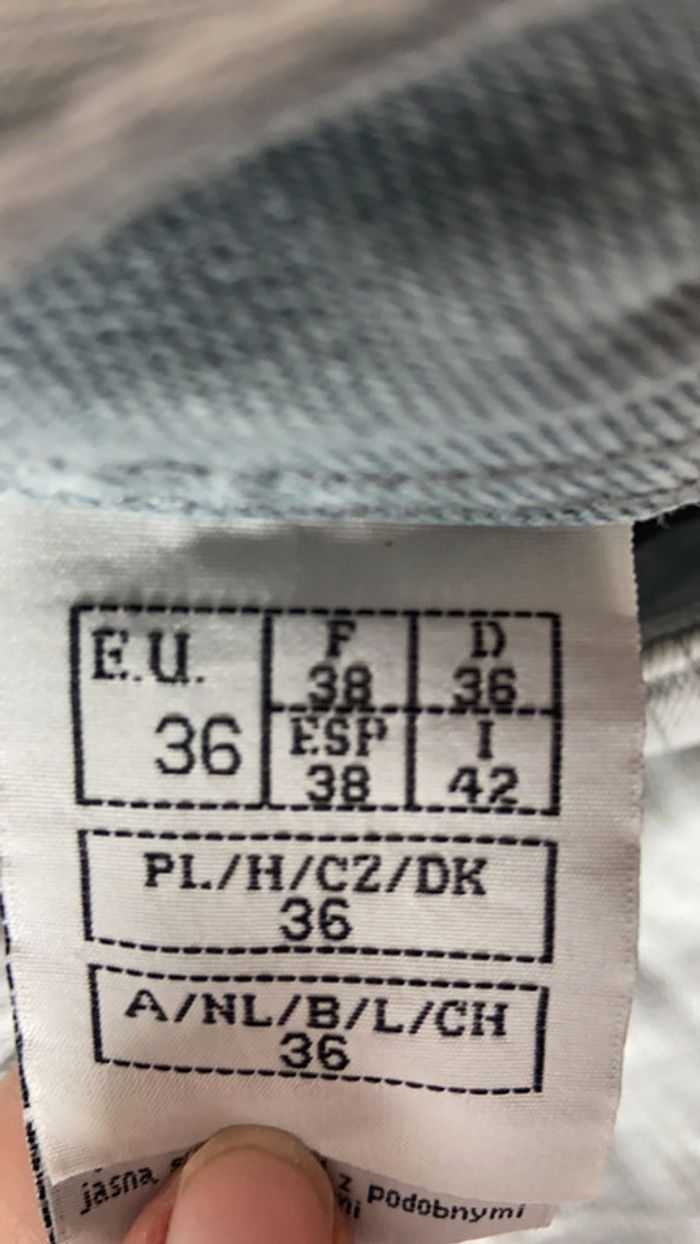 E.U.
36
F
38
D
36
ESP
38
I
42
PL/H/CZ/DK
36
A/NL/B/L/CH
36
jasna z podobnymi